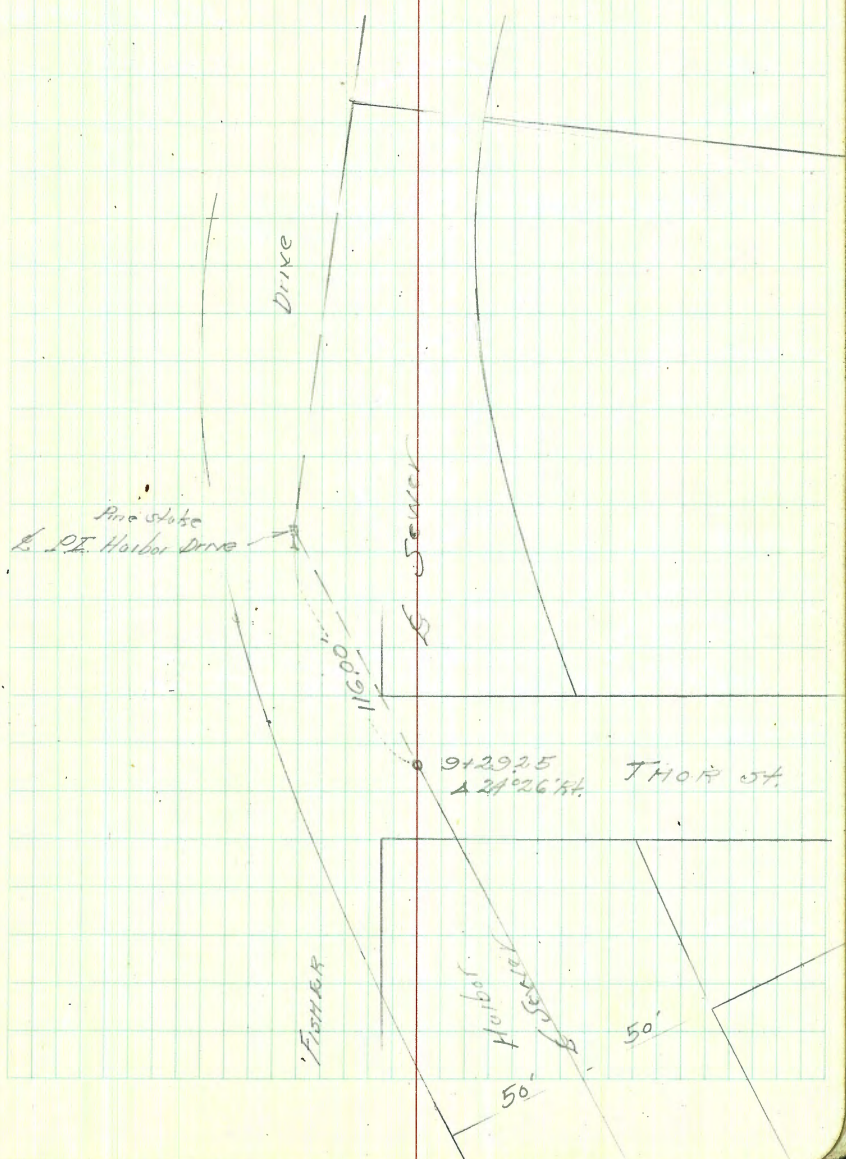 Drive
Pine stake
℄ P.I. Harbor Drive
℄ Sewer
116.00'
9+29.25
Δ 24°26' Rt.
THOR St.
FISHER
Harbor
℄ Sewer
50'
50'